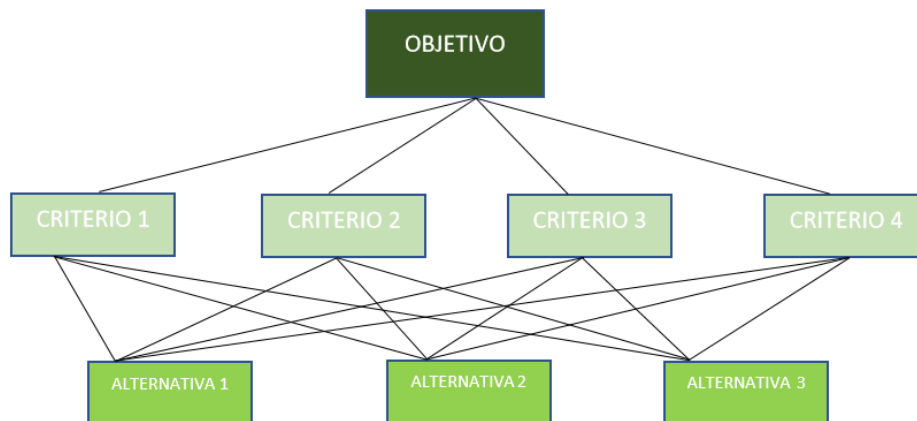 OBJETIVO
CRITERIO 1
CRITERIO 2
CRITERIO 3
CRITERIO 4
ALTERNATIVA 1
ALTERNATIVA 2
ALTERNATIVA 3